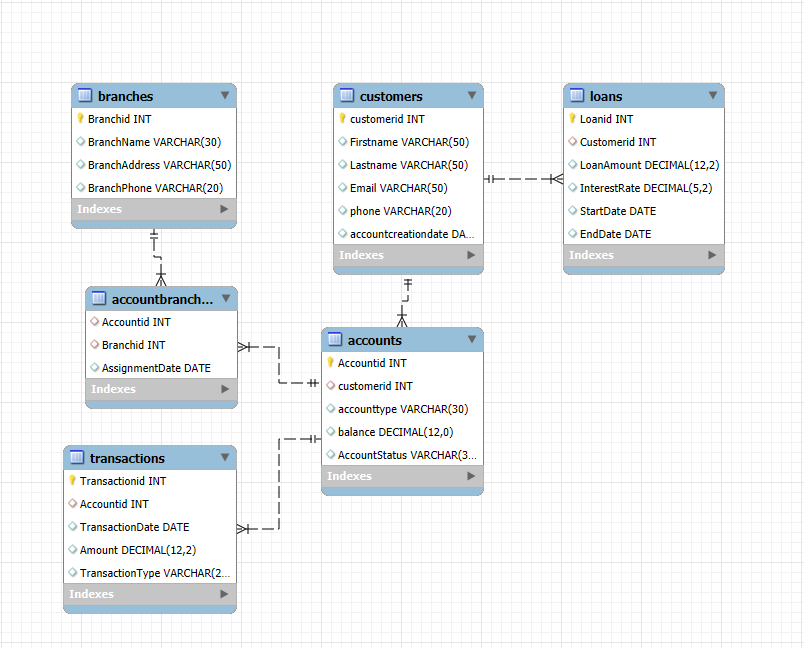 branches
Branchid INT
BranchName VARCHAR(30)
BranchAddress VARCHAR(50)
BranchPhone VARCHAR(20)
Indexes
customers
customerid INT
Firstname VARCHAR(50)
Lastname VARCHAR(50)
Email VARCHAR(50)
phone VARCHAR(20)
accountcreationdate DA...
Indexes
loans
Loanid INT
Customerid INT
LoanAmount DECIMAL(12,2)
InterestRate DECIMAL(5,2)
StartDate DATE
EndDate DATE
Indexes
accountbranch...
Accountid INT
Branchid INT
AssignmentDate DATE
Indexes
accounts
Accountid INT
customerid INT
accounttype VARCHAR(30)
balance DECIMAL(12,0)
AccountStatus VARCHAR(3...
Indexes
transactions
Transactionid INT
Accountid INT
TransactionDate DATE
Amount DECIMAL(12,2)
TransactionType VARCHAR(2...
Indexes